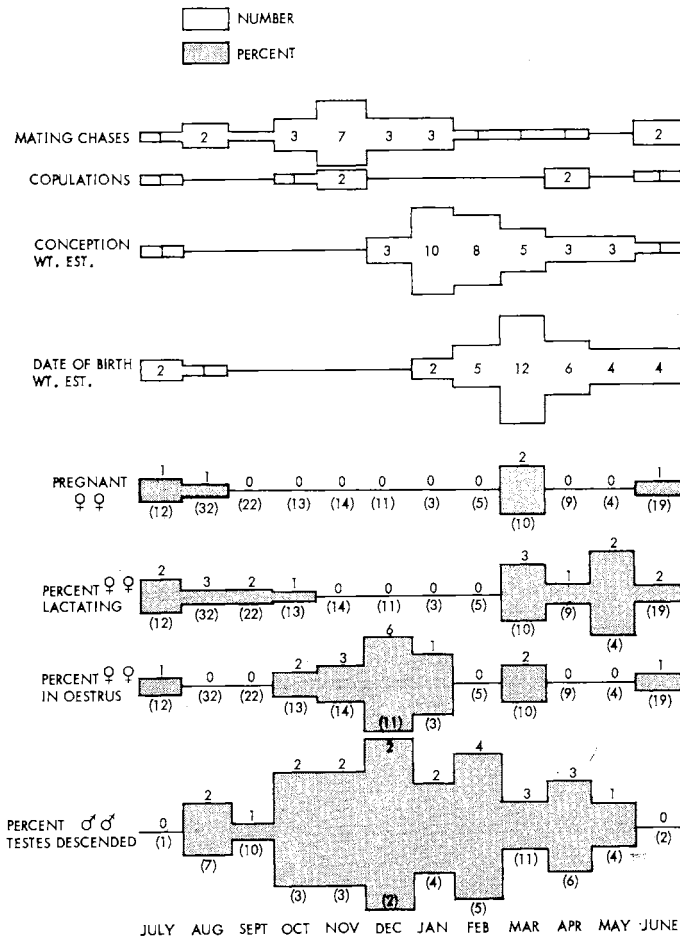 NUMBER
PERCENT
MATING CHASES 2 3 7 3 3 2
COPULATIONS 2 2
CONCEPTION
WT. EST. 3 10 8 5 3 3
DATE OF BIRTH
WT. EST. 2 2 5 12 6 4 4
PREGNANT
♀ ♀
1 1 0 0 0 0 0 0 2 0 0 1
(12) (32) (22) (13) (14) (11) (3) (5) (10) (9) (4) (19)
PERCENT ♀ ♀
LACTATING
2 3 2 1 0 0 0 0 3 1 2 2
(12) (32) (22) (13) (14) (11) (3) (5) (10) (9) (4) (19)
PERCENT ♀ ♀
IN OESTRUS
1 0 0 2 3 6 1 0 2 0 0 1
(12) (32) (22) (13) (14) (11) (3) (5) (10) (9) (4) (19)
PERCENT ♂ ♂
TESTES DESCENDED
0 2 1 2 2 2 2 4 3 3 1 0
(1) (7) (10) (3) (3) (2) (4) (5) (11) (6) (4) (2)
JULY AUG SEPT OCT NOV DEC JAN FEB MAR APR MAY JUNE